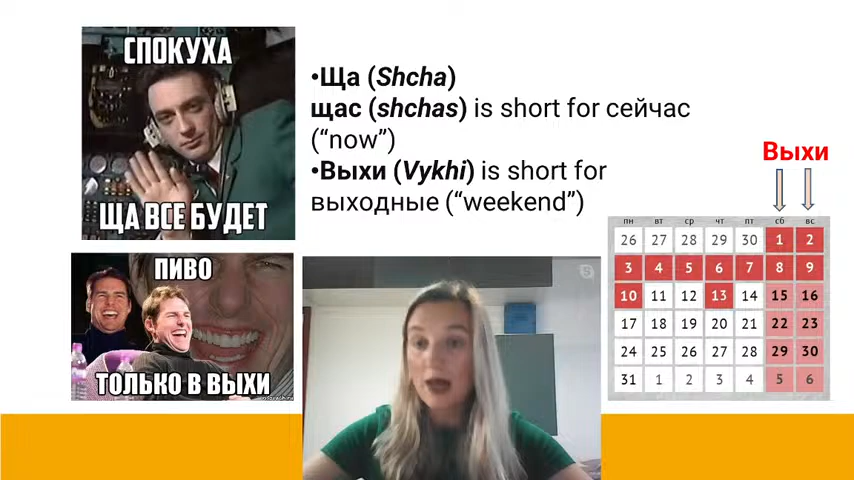 СПОКУХА
ЩА ВСЕ БУДЕТ
•Ща (Shcha)
щас (shchas) is short for сейчас
(“now”)
•Выхи (Vykhi) is short for
выходные (“weekend”)
Выхи
пн вт ср чт пт сб вс
26 27 28 29 30 1 2
3 4 5 6 7 8 9
10 11 12 13 14 15 16
17 18 19 20 21 22 23
24 25 26 27 28 29 30
31 1 2 3 4 5 6
ПИВО
ТОЛЬКО В ВЫХИ